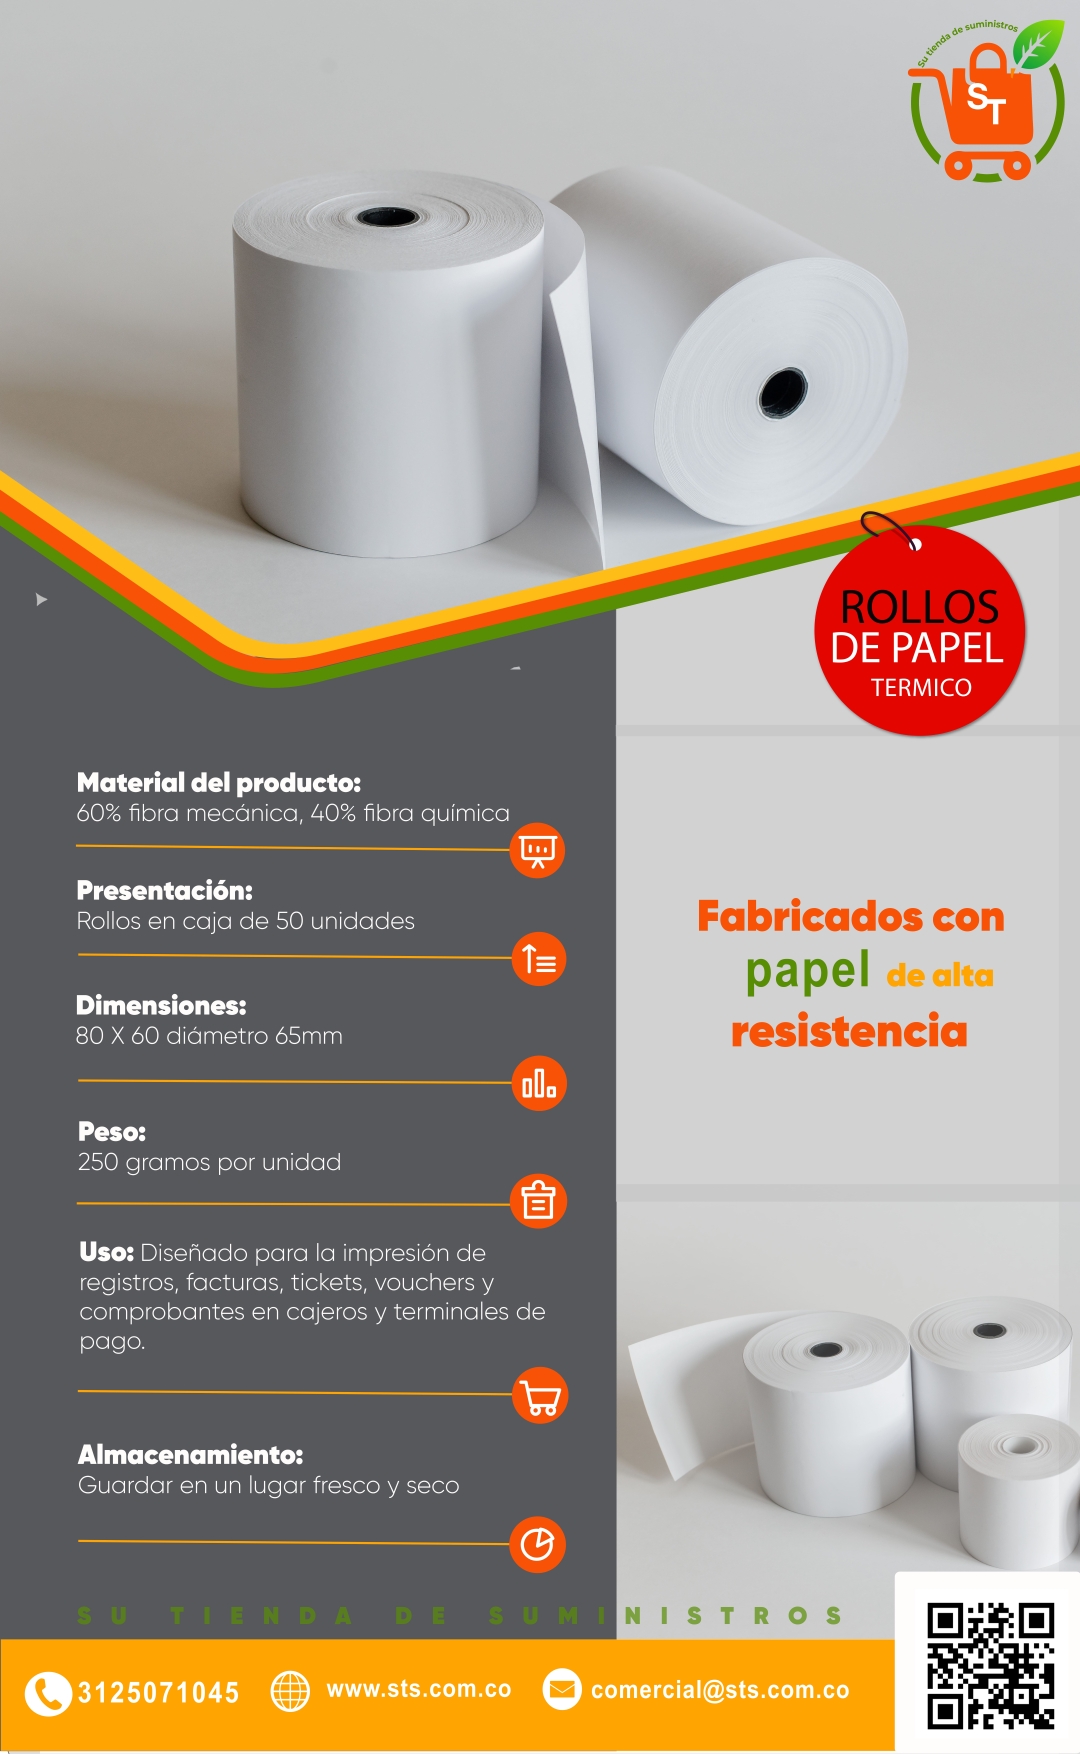 Su tienda de suministros
ST
ROLLOS
DE PAPEL
TERMICO
Material del producto:
60% fibra mecánica, 40% fibra química
Presentación:
Rollos en caja de 50 unidades
Dimensiones:
80 X 60 diámetro 65mm
Peso:
250 gramos por unidad
Uso: Diseñado para la impresión de
registros, facturas, tickets, vouchers y
comprobantes en cajeros y terminales de
pago.
Almacenamiento:
Guardar en un lugar fresco y seco
Fabricados con
papel de alta
resistencia
SU TIENDA DE SUMINISTROS
3125071045
www.sts.com.co
comercial@sts.com.co